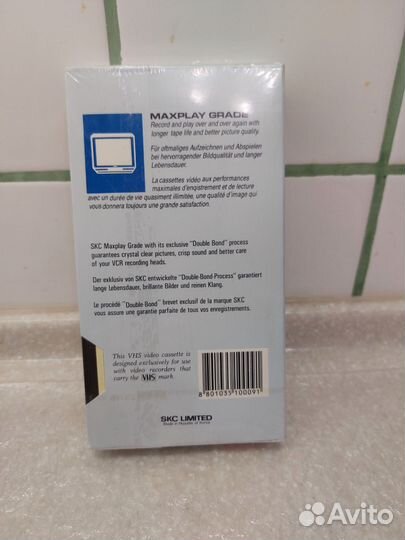 MAXPLAY GRADE
Record and play over and over again with
longer tape life and better picture quality.
Für oftmaliges Aufzeichnen und Abspielen
bei hervorragender Bildqualität und langer
Lebensdauer.
La cassettes vidéo aux performances
maximales d'engistrement et de lecture
avec un durée de vie quasiment illimitée, une qualité d'image qui
vous donnera toujours une grande satisfaction.
SKC Maxplay Grade with its exclusive "Double Bond" process
guarantees crystal clear pictures, crisp sound and better
care of your VCR recording heads.
Der exklusiv von SKC entwickelte "Double-Bond-Process" garantiert
lange Lebensdauer, brillante Bilder und reinen Klang.
Le procédé "Double-Bond" brevet exclusif de la marque SKC
vous assure une garantie parfaite de tous vos enregistrements.
This VHS video cassette is
designed exclusively for use
with video recorders that
carry the VHS mark.
8 801035 100091
SKC LIMITED
Made in Republic of Korea
Avito